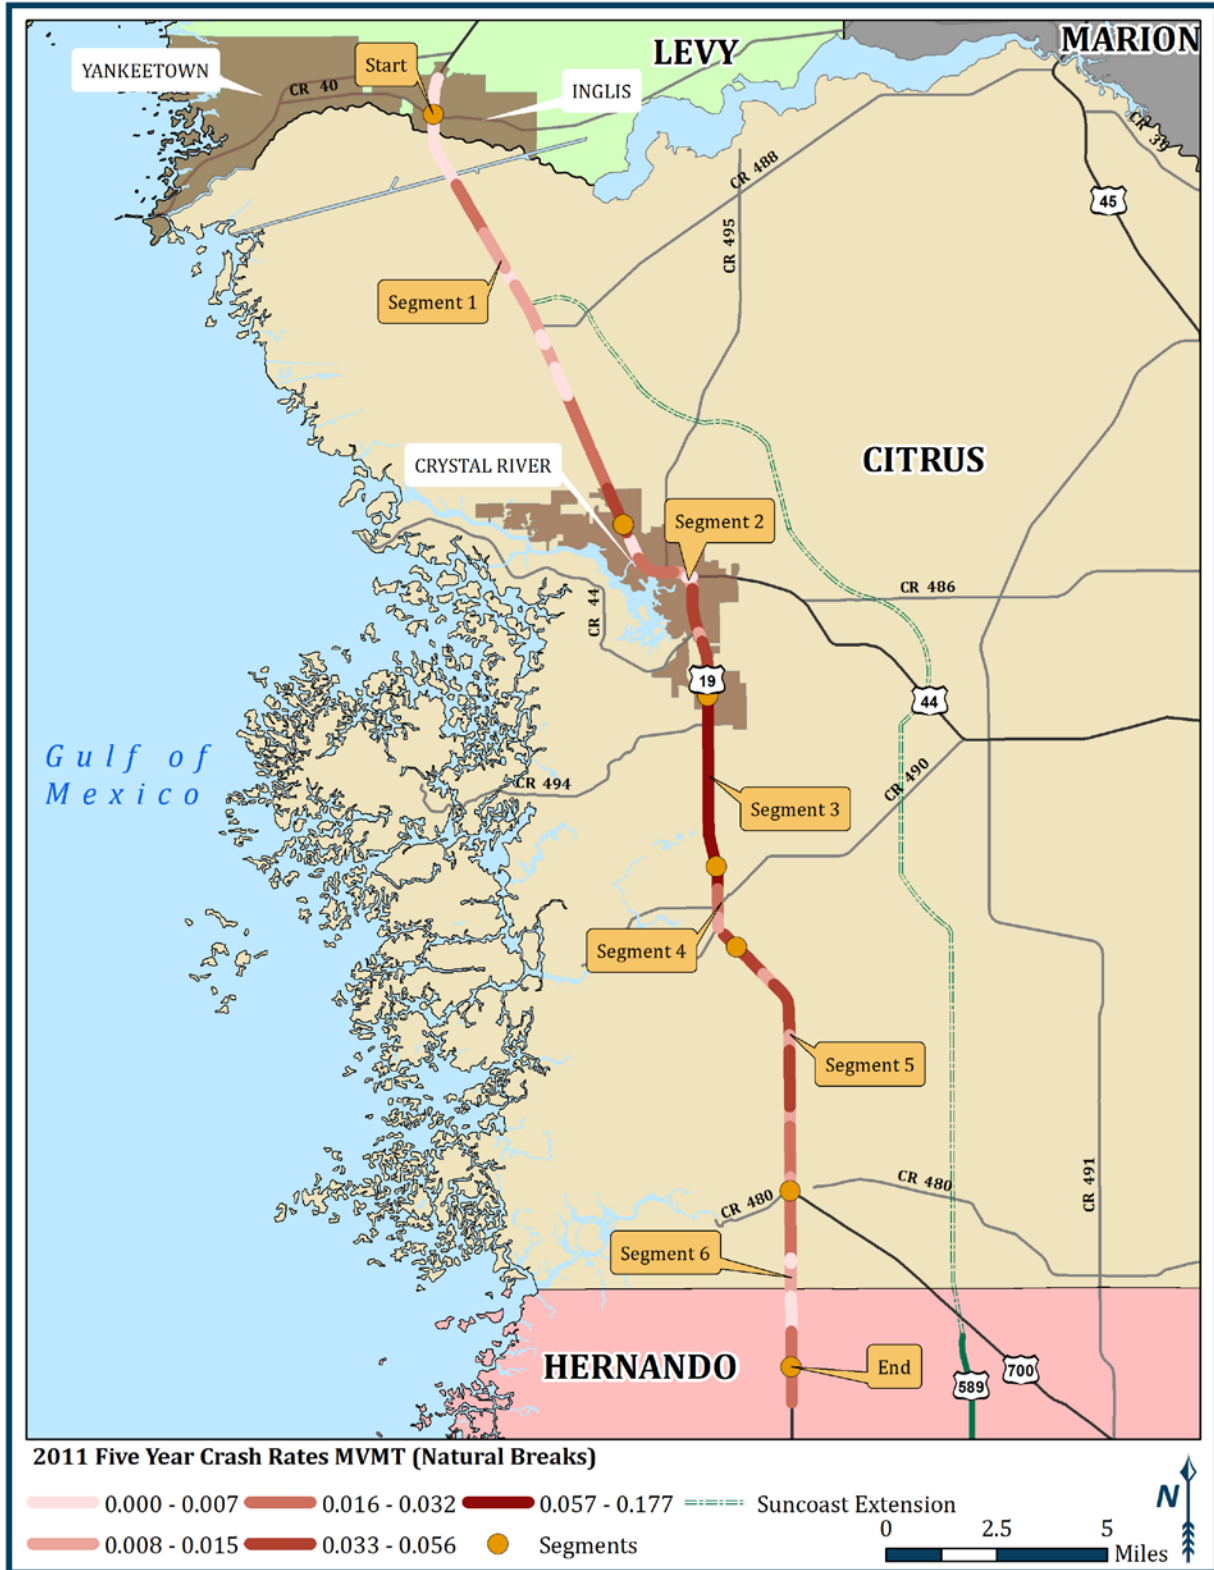 MARION
LEVY
YANKEETOWN
Start
CR 40
INGLIS
CR 39
CR 488
45
CR 495
Segment 1
CITRUS
CRYSTAL RIVER
Segment 2
CR 486
CR 44
19
44
Gulf of
Mexico
CR 494
CR 490
Segment 3
Segment 4
Segment 5
CR 491
CR 480
CR 480
Segment 6
HERNANDO
End
589
700
2011 Five Year Crash Rates MVMT (Natural Breaks)
0.000 - 0.007 0.016 - 0.032 0.057 - 0.177 Suncoast Extension
0.008 - 0.015 0.033 - 0.056 Segments
N
0 2.5 5
Miles